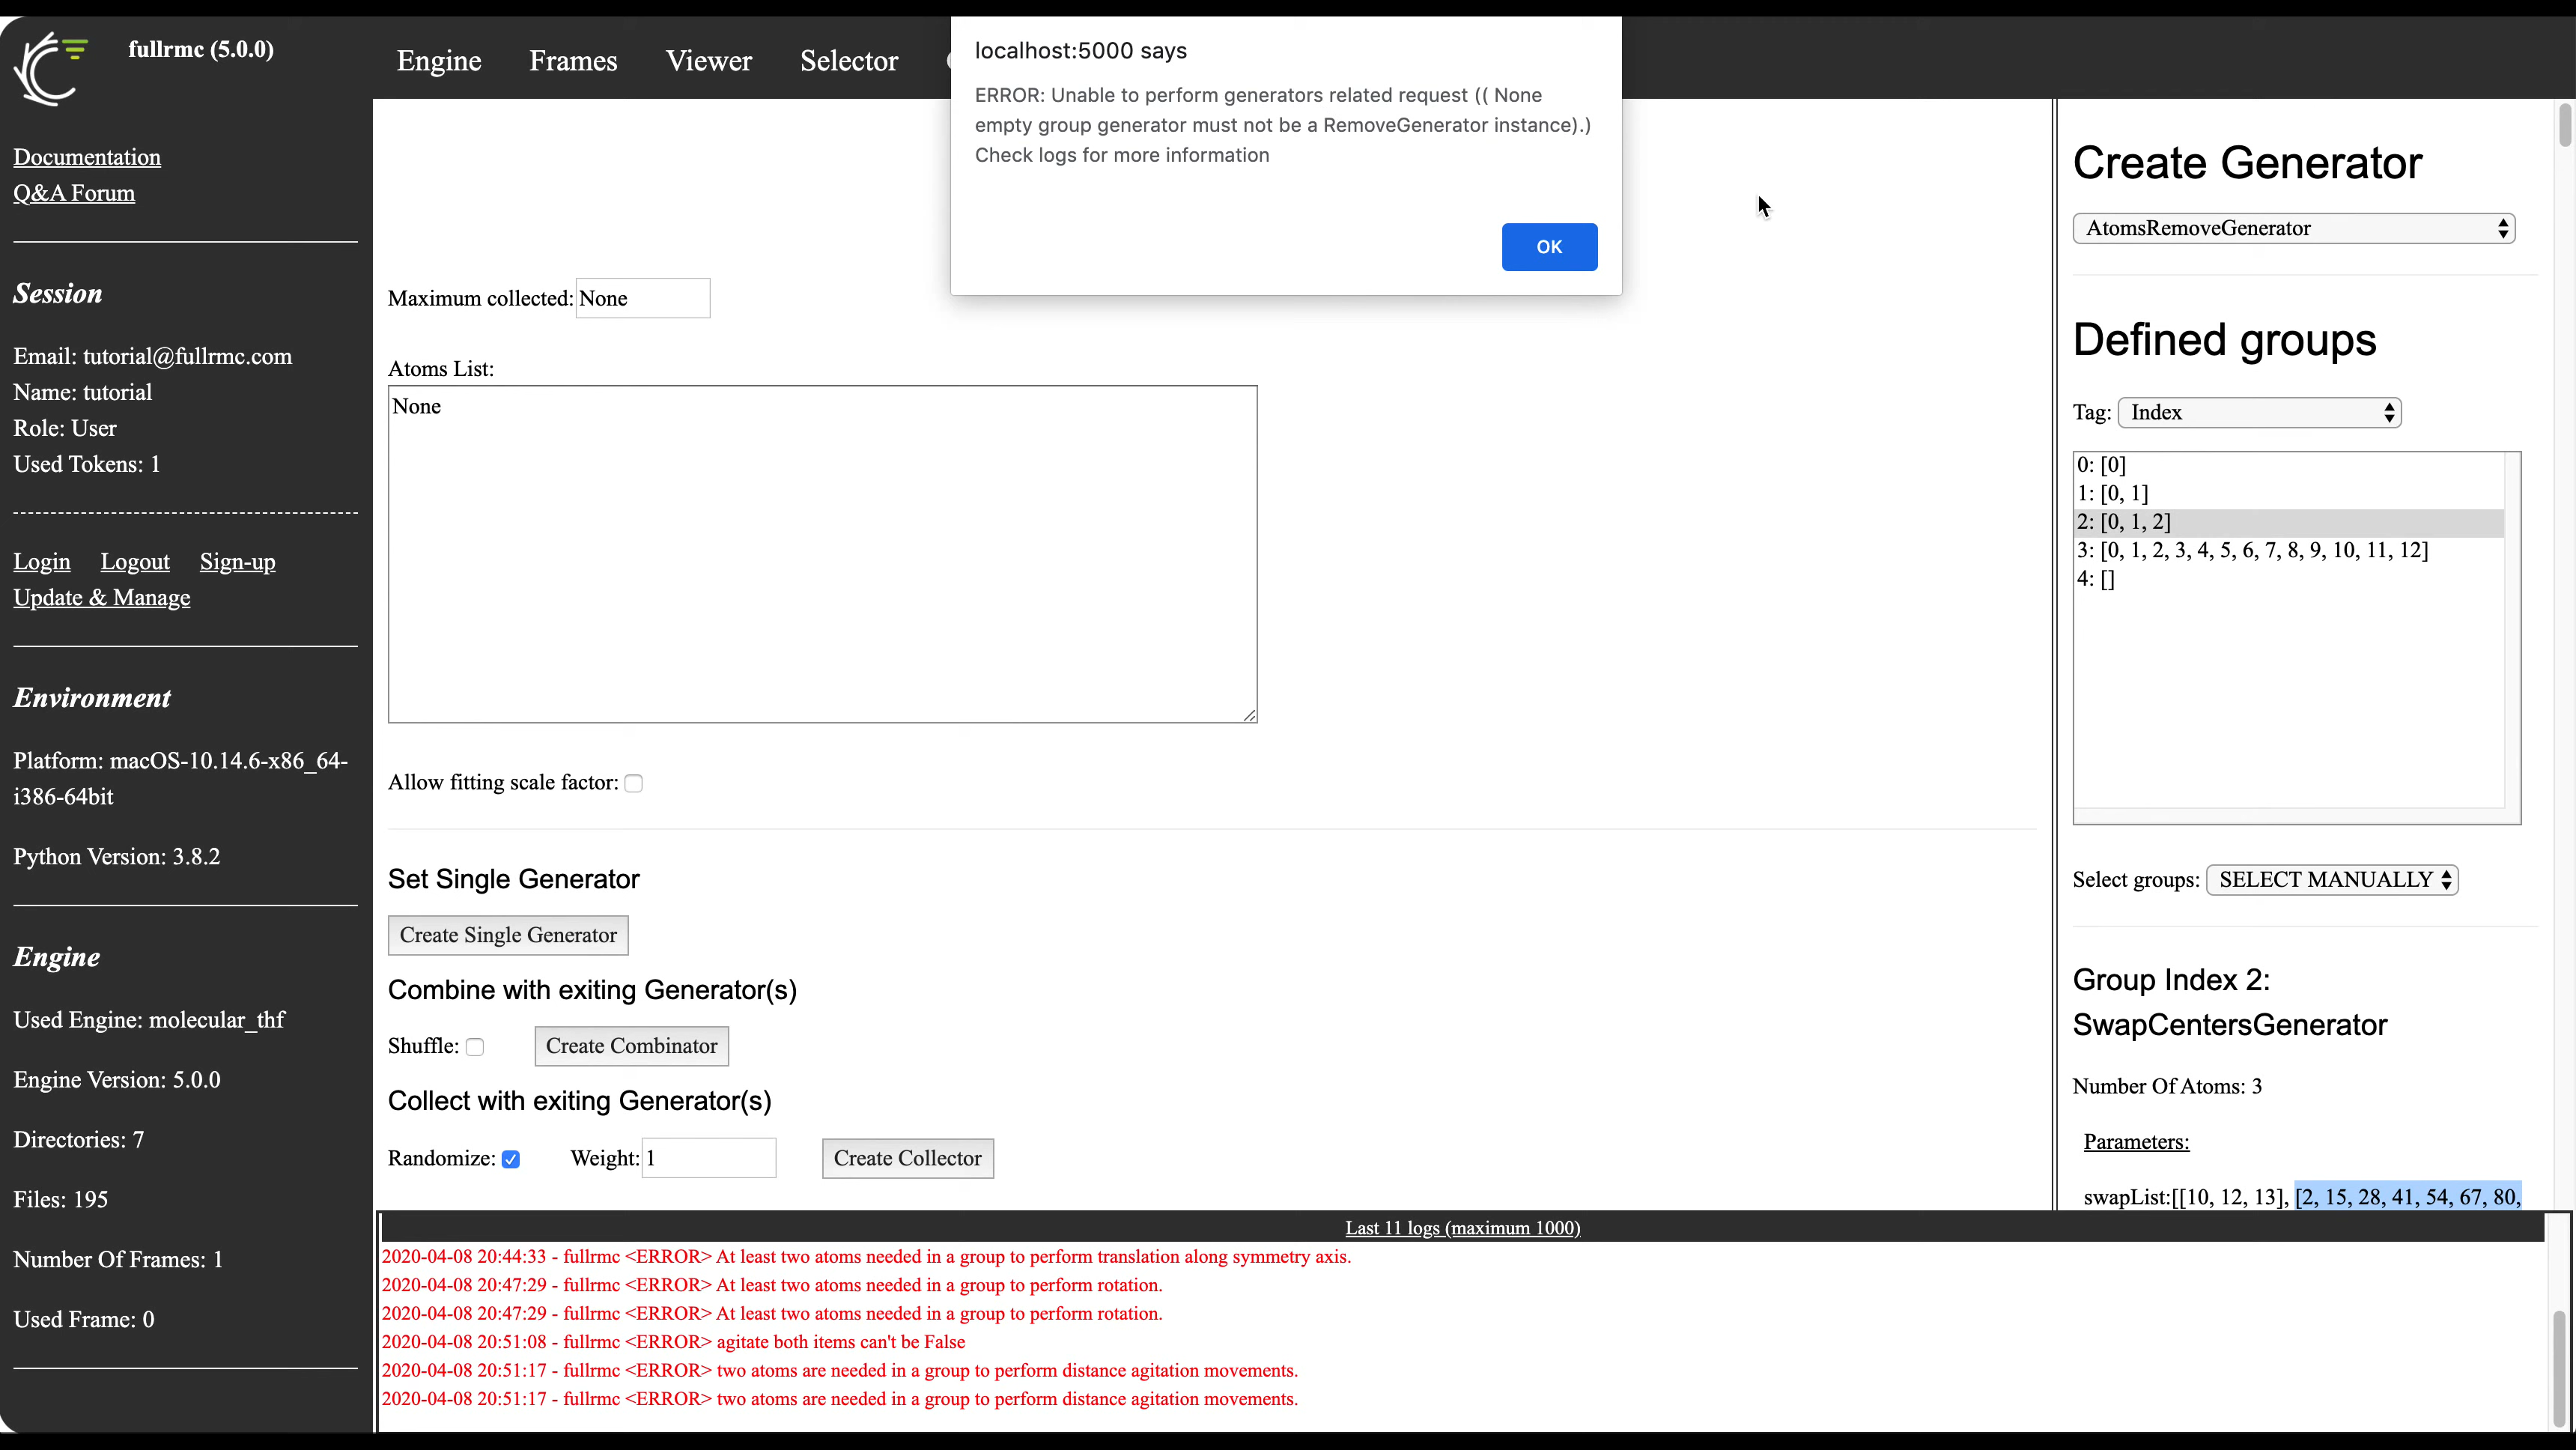 fullrmc (5.0.0)
Engine Frames Viewer Selector
localhost:5000 says
ERROR: Unable to perform generators related request (( None
empty group generator must not be a RemoveGenerator instance).)
Check logs for more information
OK
Documentation
Q&A Forum
Session
Email: tutorial@fullrmc.com
Name: tutorial
Role: User
Used Tokens: 1
Login Logout Sign-up
Update & Manage
Environment
Platform: macOS-10.14.6-x86_64-
i386-64bit
Python Version: 3.8.2
Engine
Used Engine: molecular_thf
Engine Version: 5.0.0
Directories: 7
Files: 195
Number Of Frames: 1
Used Frame: 0
Maximum collected: None
Atoms List:
None
Allow fitting scale factor:
Set Single Generator
Create Single Generator
Combine with exiting Generator(s)
Shuffle: Create Combinator
Collect with exiting Generator(s)
Randomize: Weight: 1 Create Collector
Create Generator
AtomsRemoveGenerator
Defined groups
Tag: Index
0: [0]
1: [0, 1]
2: [0, 1, 2]
3: [0, 1, 2, 3, 4, 5, 6, 7, 8, 9, 10, 11, 12]
4: []
Select groups: SELECT MANUALLY
Group Index 2:
SwapCentersGenerator
Number Of Atoms: 3
Parameters:
swapList:[[10, 12, 13], [2, 15, 28, 41, 54, 67, 80,
Last 11 logs (maximum 1000)
2020-04-08 20:44:33 - fullrmc <ERROR> At least two atoms needed in a group to perform translation along symmetry axis.
2020-04-08 20:47:29 - fullrmc <ERROR> At least two atoms needed in a group to perform rotation.
2020-04-08 20:47:29 - fullrmc <ERROR> At least two atoms needed in a group to perform rotation.
2020-04-08 20:51:08 - fullrmc <ERROR> agitate both items can't be False
2020-04-08 20:51:17 - fullrmc <ERROR> two atoms are needed in a group to perform distance agitation movements.
2020-04-08 20:51:17 - fullrmc <ERROR> two atoms are needed in a group to perform distance agitation movements.